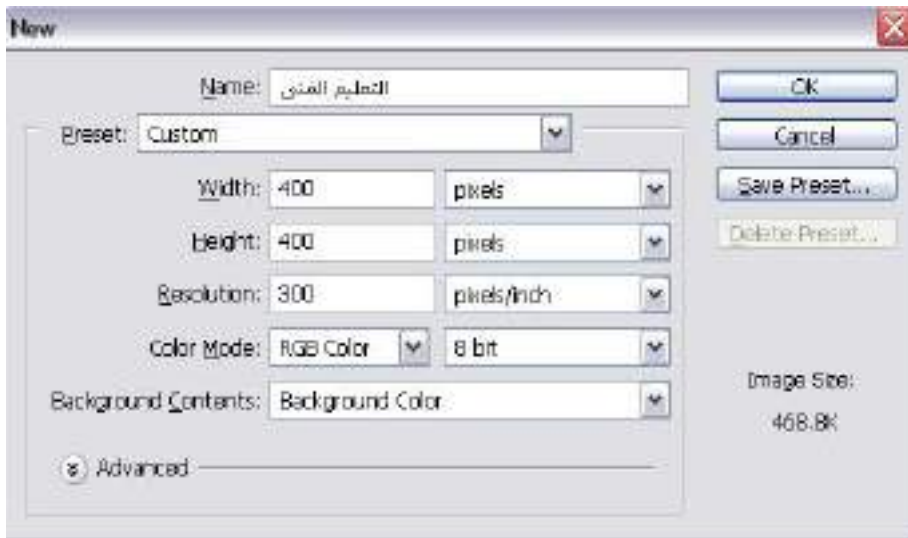 New
Name: التعليم الفنى
OK
Preset: Custom
Cancel
Width: 400 pixels
Save Preset...
Height: 400 pixels
Delete Preset...
Resolution: 300 pixels/inch
Color Mode: RGB Color 8 bit
Background Contents: Background Color
Image Size:
468.8K
Advanced